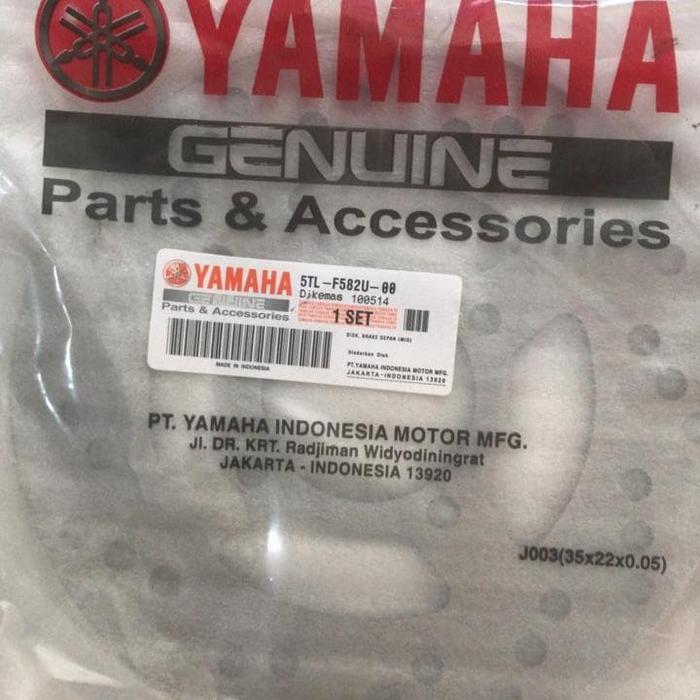 YAMAHA
GENUINE
Parts & Accessories
YAMAHA 5TL-F582U-00
GENUINE Dikemas 100514
Parts & Accessories 1 SET
DISK, BRAKE DEPAN (MIO)
Diedarkan Oleh
PT.YAMAHA INDONESIA MOTOR MFG.
MADE IN INDONESIA JAKARTA-INDONESIA 13920
PT. YAMAHA INDONESIA MOTOR MFG.
Jl. DR. KRT. Radjiman Widyodiningrat
JAKARTA - INDONESIA 13920
J003(35x22x0.05)